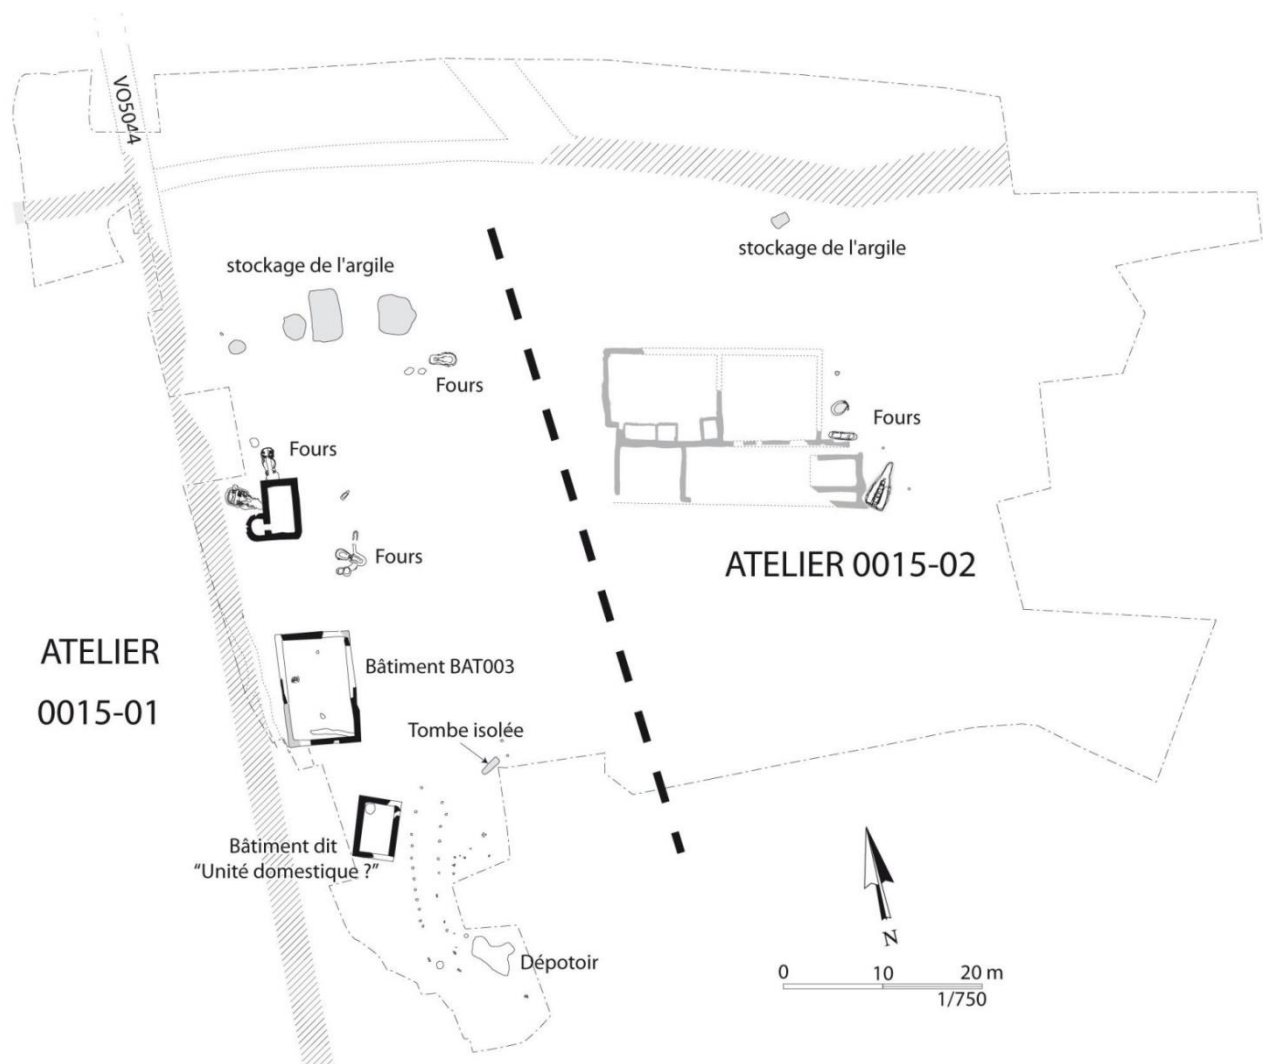 VO5044
stockage de l'argile
stockage de l'argile
Fours
Fours
Fours
Fours
ATELIER 0015-02
ATELIER
0015-01
Bâtiment BAT003
Tombe isolée
Bâtiment dit
“Unité domestique ?”
Dépotoir
N
0 10 20 m
1/750